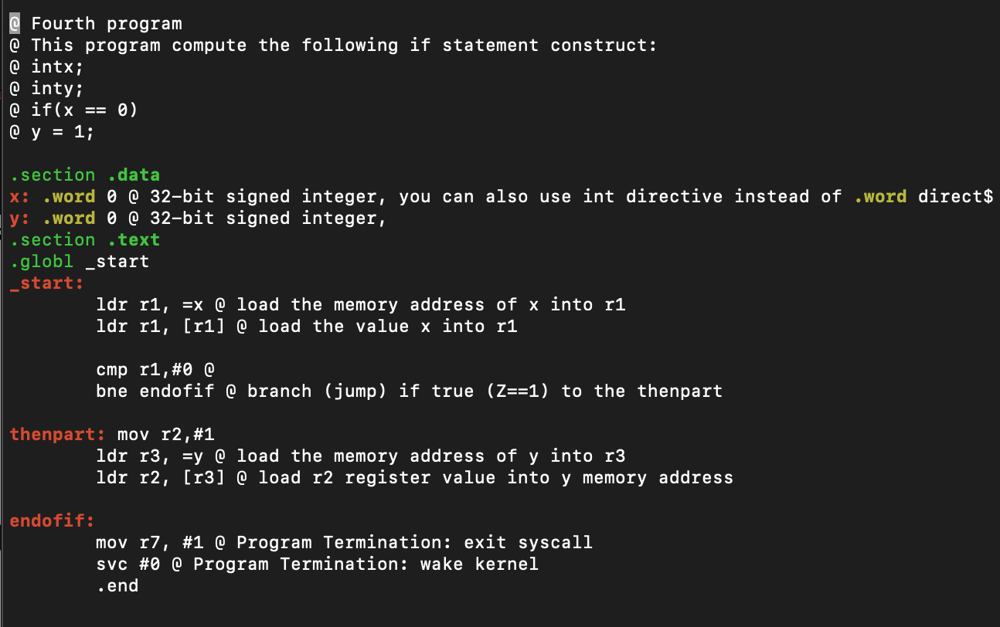 @ Fourth program
@ This program compute the following if statement construct:
@ intx;
@ inty;
@ if(x == 0)
@ y = 1;
.section .data
x: .word 0 @ 32-bit signed integer, you can also use int directive instead of .word direct$
y: .word 0 @ 32-bit signed integer,
.section .text
.globl _start
_start:
ldr r1, =x @ load the memory address of x into r1
ldr r1, [r1] @ load the value x into r1
cmp r1,#0 @
bne endofif @ branch (jump) if true (Z==1) to the thenpart
thenpart: mov r2,#1
ldr r3, =y @ load the memory address of y into r3
ldr r2, [r3] @ load r2 register value into y memory address
endofif:
mov r7, #1 @ Program Termination: exit syscall
svc #0 @ Program Termination: wake kernel
.end